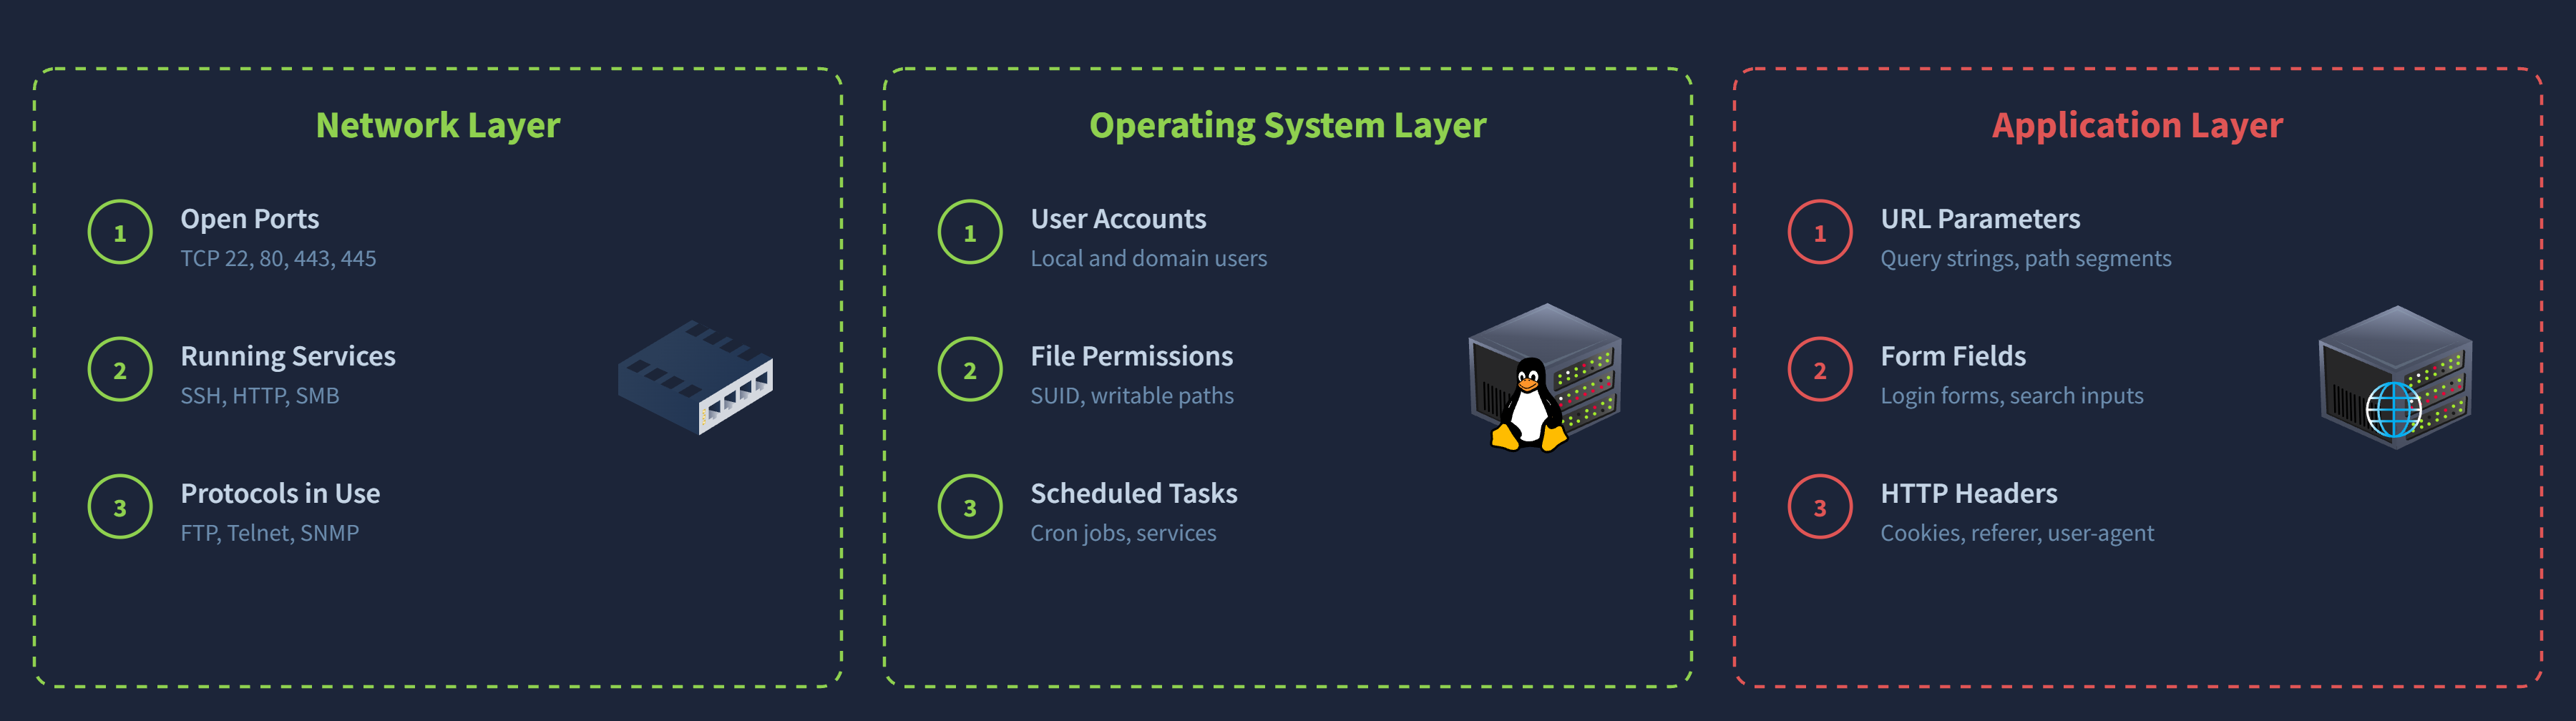 Network Layer
1
Open Ports
TCP 22, 80, 443, 445
2
Running Services
SSH, HTTP, SMB
3
Protocols in Use
FTP, Telnet, SNMP
Operating System Layer
1
User Accounts
Local and domain users
2
File Permissions
SUID, writable paths
3
Scheduled Tasks
Cron jobs, services
Application Layer
1
URL Parameters
Query strings, path segments
2
Form Fields
Login forms, search inputs
3
HTTP Headers
Cookies, referer, user-agent